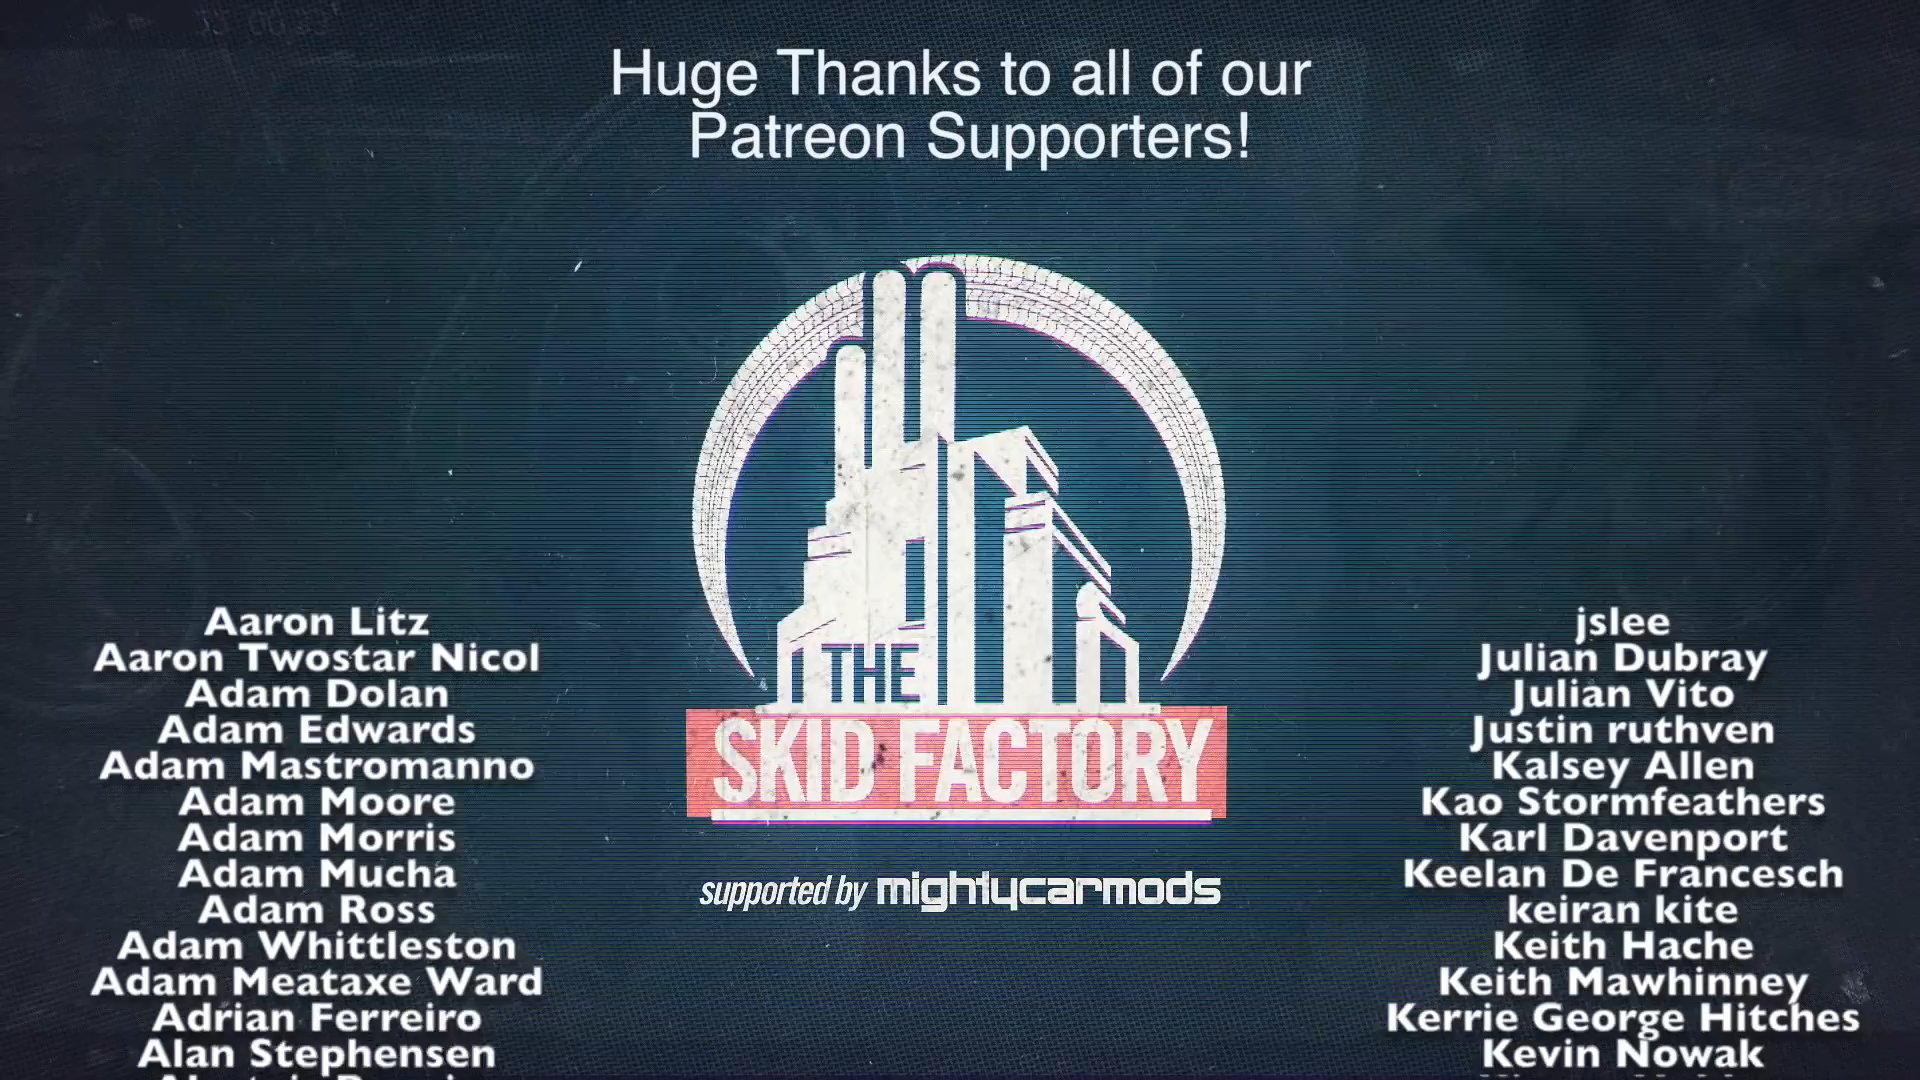 Huge Thanks to all of our
Patreon Supporters!
THE
SKID FACTORY
supported by mightycarmods
Aaron Litz
Aaron Twostar Nicol
Adam Dolan
Adam Edwards
Adam Mastromanno
Adam Moore
Adam Morris
Adam Mucha
Adam Ross
Adam Whittleston
Adam Meataxe Ward
Adrian Ferreiro
Alan Stephensen
jslee
Julian Dubray
Julian Vito
Justin ruthven
Kalsey Allen
Kao Stormfeathers
Karl Davenport
Keelan De Francesch
keiran kite
Keith Hache
Keith Mawhinney
Kerrie George Hitches
Kevin Nowak